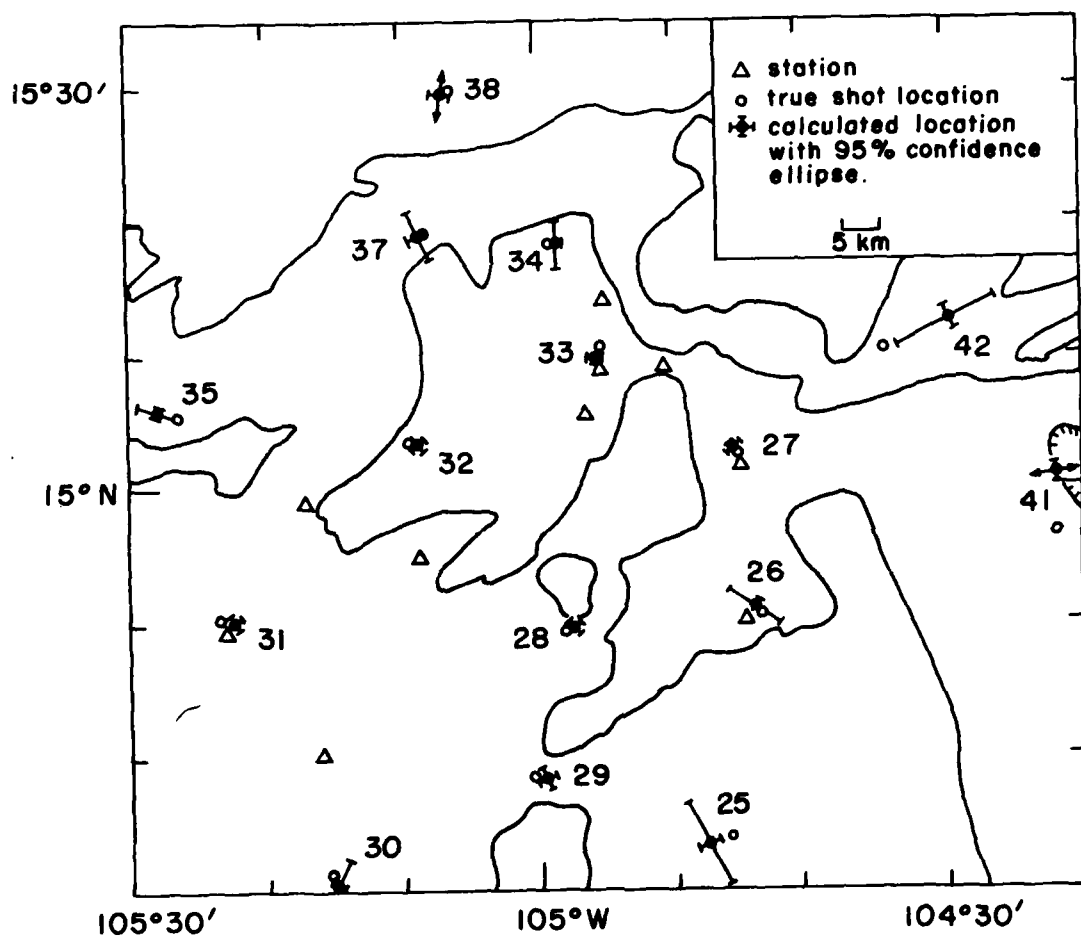 15°30'
38
station
true shot location
calculated location
with 95% confidence
ellipse.
5 km
37
34
33
42
35
32
27
15°N
41
26
31
28
29
25
30
105°30'
105°W
104°30'